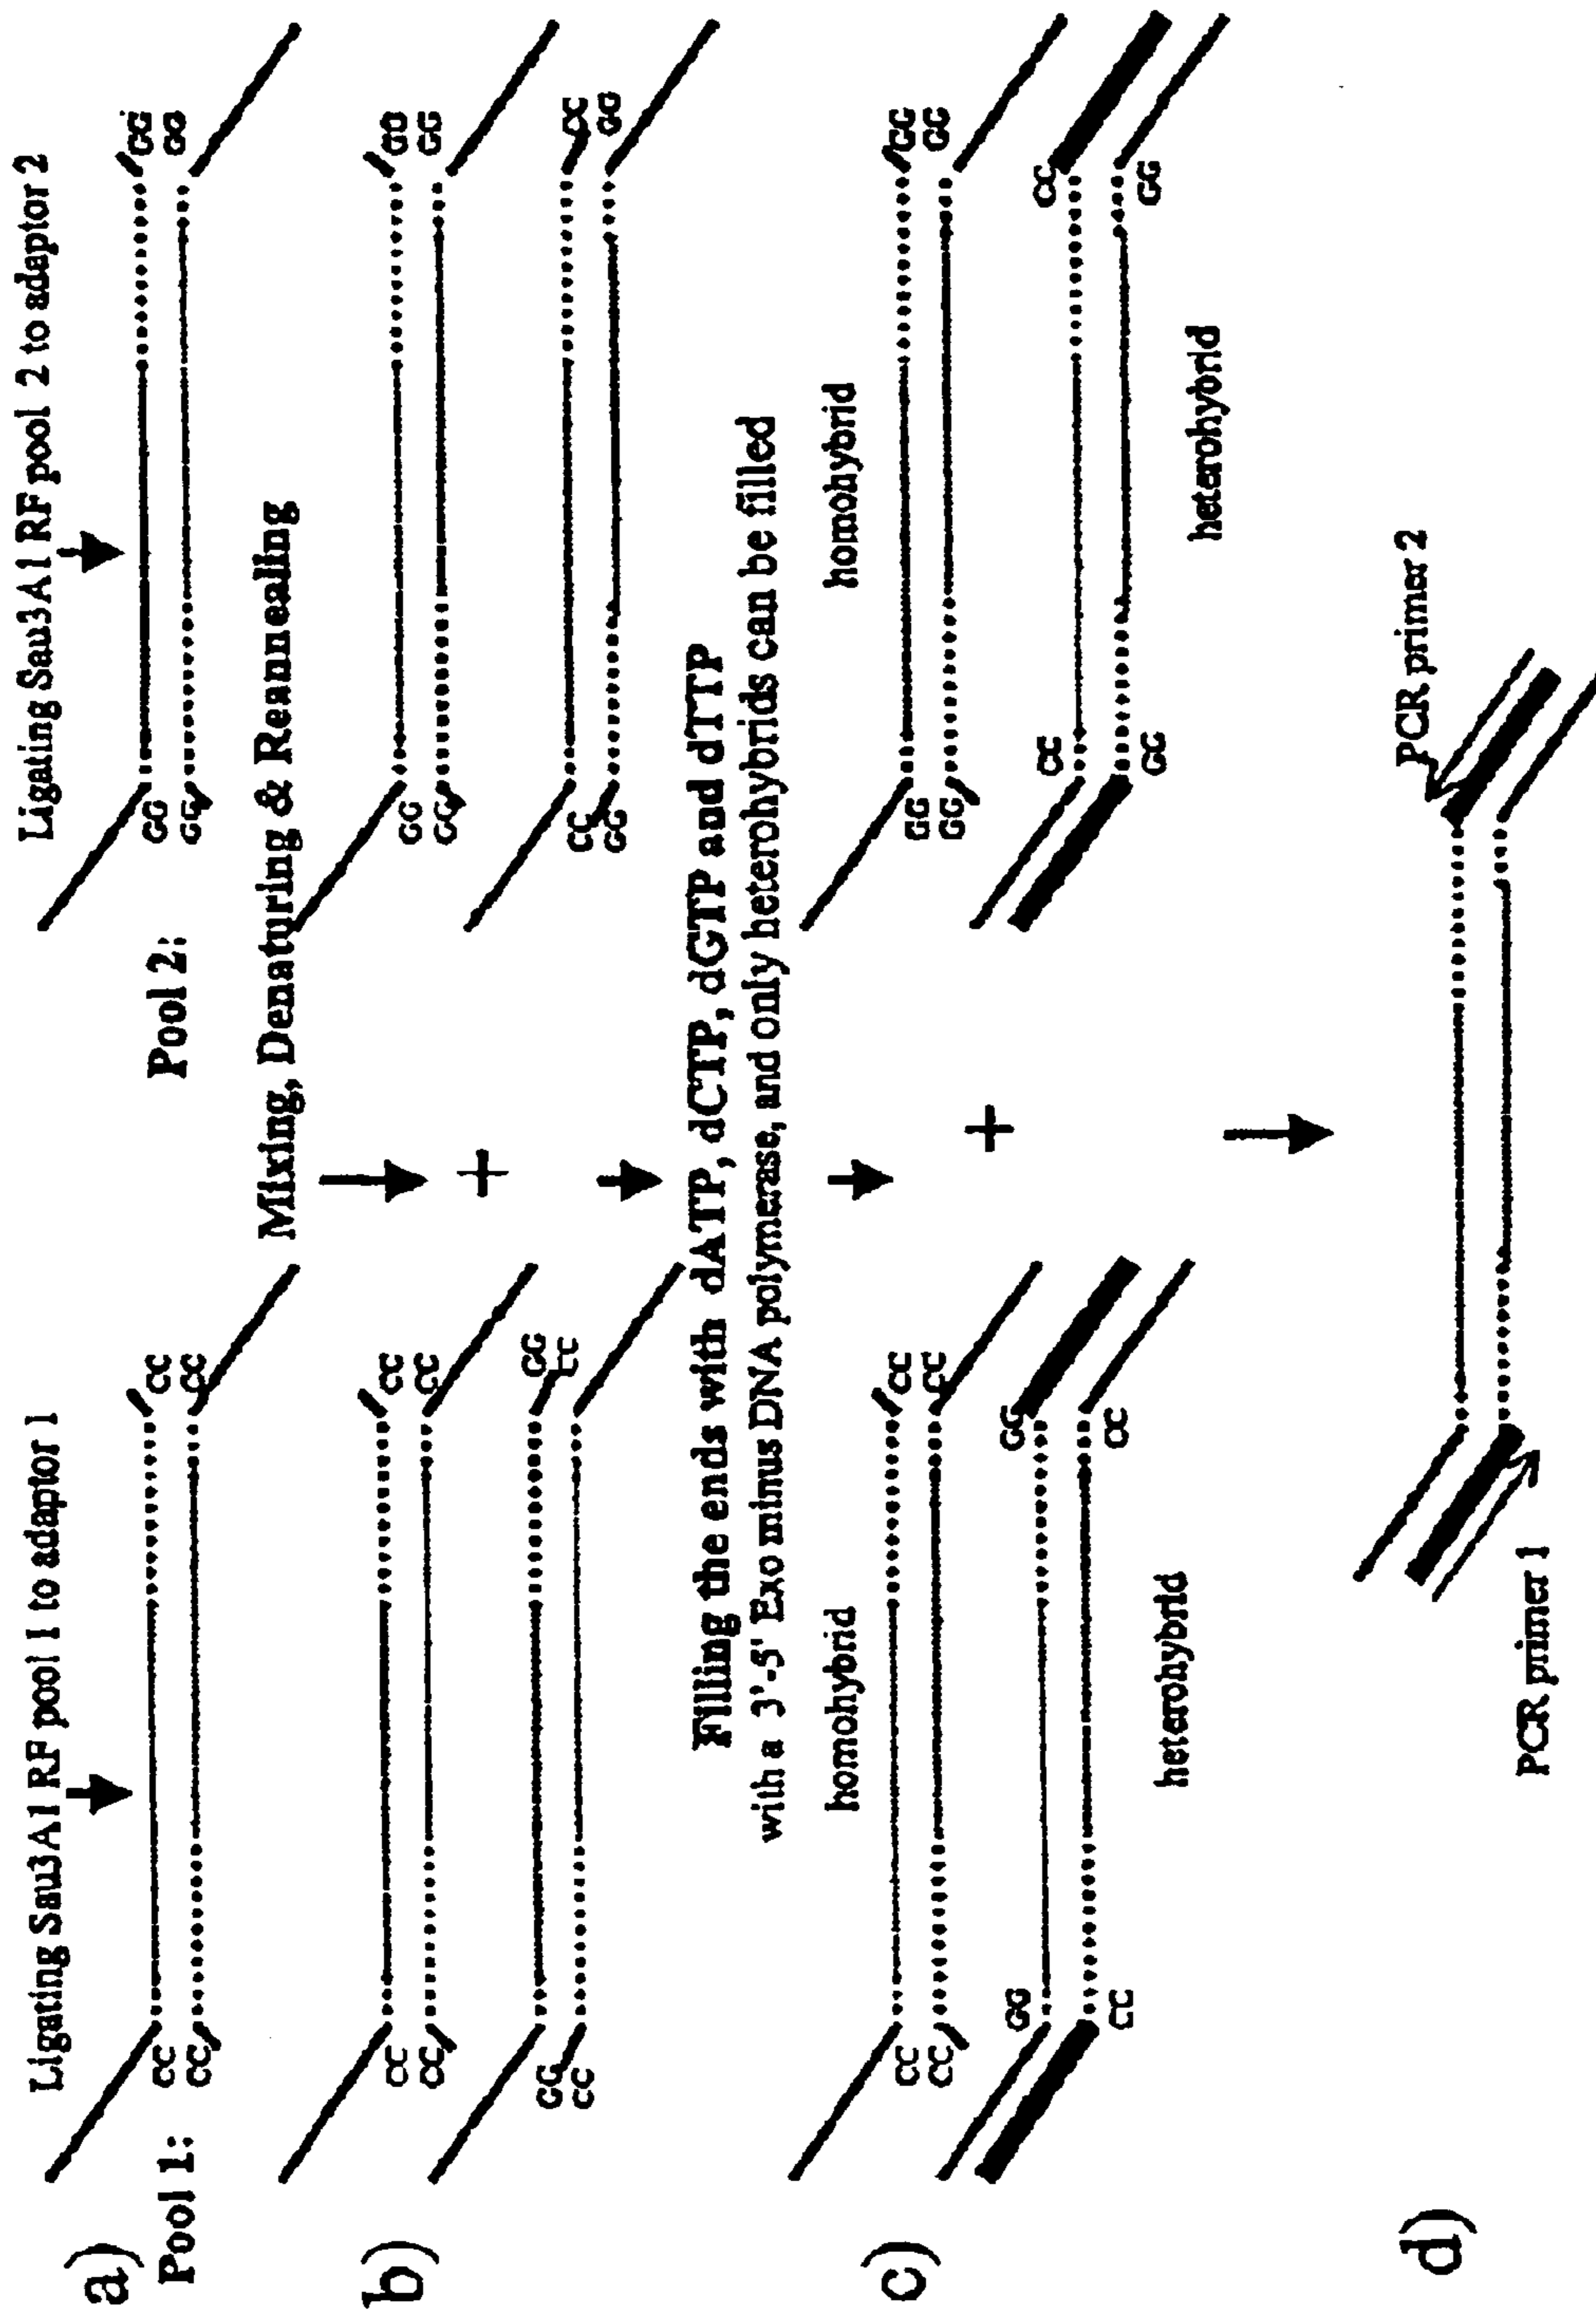 a)
Ligating Sau3A1 RF pool 1 to adaptor 1
Ligating Sau3A1 RF pool 2 to adaptor 2
Pool 1:
CC CC
CC CC
Pool 2:
GG GG
GG GG
Mixing, Denaturing & Reannealing
b)
CC CC
CC CC
GG GG
GG GG
+
GG GG
CC CC
CC CC
GG GG
Filling the ends with dATP, dCTP, dGTP and dTTP
with a 3'-5' Exo minus DNA polymerase, and only heterohybrids can be filled
c)
homohybrid
homohybrid
CC CC
CC CC
GG GG
GG GG
+
GG GG
CC CC
CC CC
GG GG
heterohybrid
heterohybrid
d)
PCR primer 2
PCR primer 1